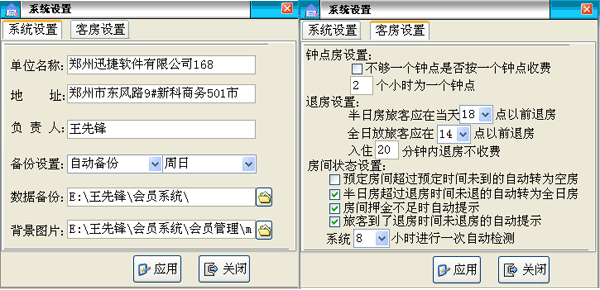 系统设置
系统设置 客房设置
单位名称: 郑州迅捷软件有限公司168
地 址: 郑州市东风路9#新科商务501市
负 责 人: 王先锋
备份设置: 自动备份 周日
数据备份: E:\王先锋\会员系统\
背景图片: E:\王先锋\会员系统\会员管理\m
应用 关闭
系统设置
系统设置 客房设置
钟点房设置:
不够一个钟点是否按一个钟点收费
2 个小时为一个钟点
退房设置:
半日房旅客应在当天 18 点以前退房
全日放旅客应在 14 点以前退房
入住 20 分钟内退房不收费
房间状态设置:
预定房间超过预定时间未到的自动转为空房
半日房超过退房时间未退的自动转为全日房
房间押金不足时自动提示
旅客到了退房时间未退房的自动提示
系统 8 小时进行一次自动检测
应用 关闭